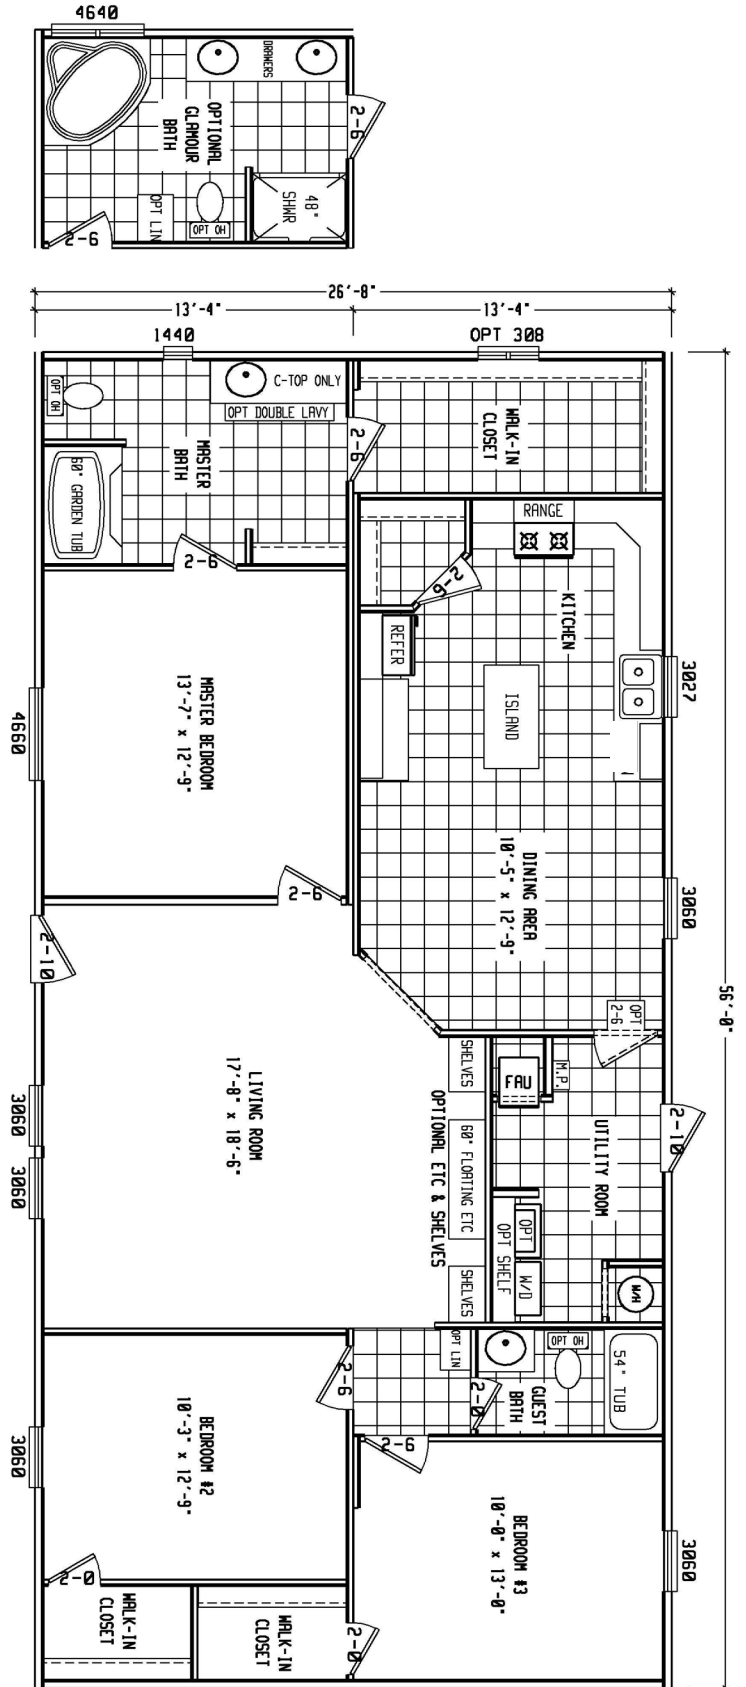 4640
DRAWERS
OPTIONAL
GLAMOUR
BATH
2-6
48"
SHWR
OPT LIN
OPT OH
2-6
26'-8"
13'-4"
13'-4"
1440
OPT 308
OPT OH
C-TOP ONLY
OPT DOUBLE LAVY
MASTER
BATH
2-6
WALK-IN
CLOSET
60" GARDEN TUB
2-6
RANGE
2-6
KITCHEN
REFER
ISLAND
3027
MASTER BEDROOM
13'-7" x 12'-9"
4660
DINING AREA
10'-5" x 12'-9"
3060
2-6
2-10
56'-0"
OPT
2-6
SHELVES
FAU
M.P.
2-10
LIVING ROOM
17'-8" x 18'-6"
OPTIONAL ETC & SHELVES
60" FLOATING ETC
UTILITY ROOM
3060
3060
OPT
W/D
OPT SHELF
SHELVES
W/H
OPT LIN
OPT OH
54" TUB
2-6
2-0
GUEST
BATH
2-6
BEDROOM #2
10'-3" x 12'-9"
3060
BEDROOM #3
10'-0" x 13'-0"
3060
2-0
WALK-IN
CLOSET
WALK-IN
CLOSET
2-0